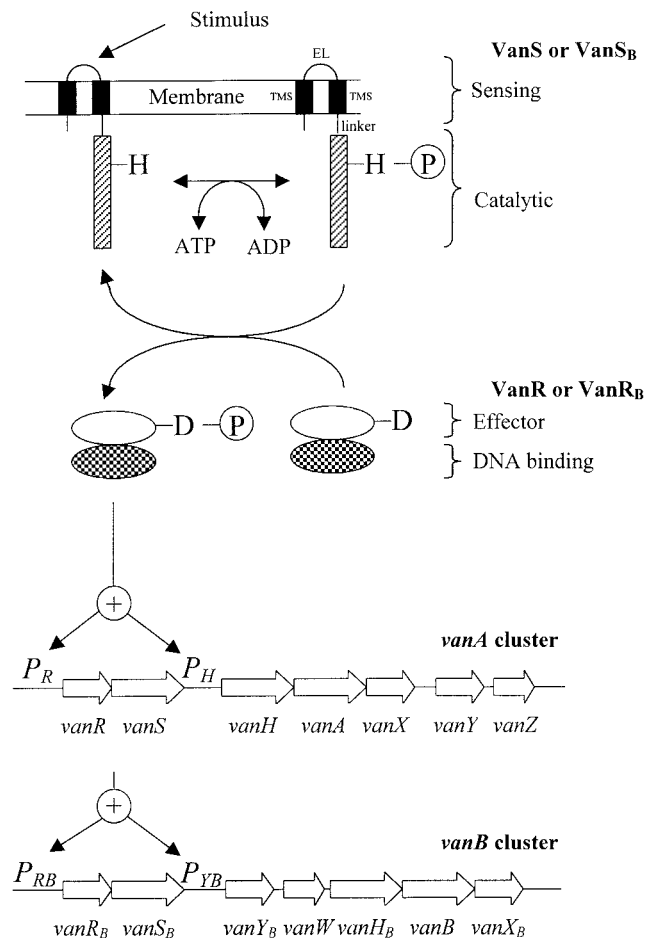 Stimulus
VanS or VanS_B
EL
TMS
Membrane
TMS
Sensing
linker
H
H
P
Catalytic
ATP
ADP
VanR or VanR_B
D
P
D
Effector
DNA binding
+
vanA cluster
P_R
P_H
vanR vanS vanH vanA vanX vanY vanZ
+
vanB cluster
P_RB
P_YB
vanR_B vanS_B vanY_B vanW vanH_B vanB vanX_B